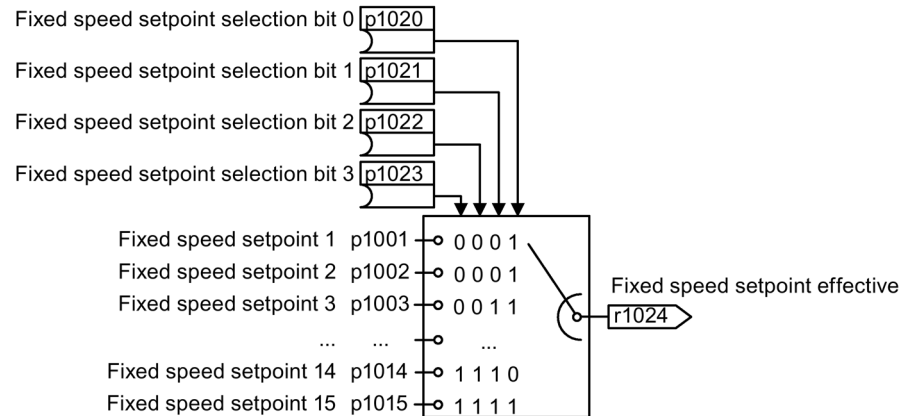 Fixed speed setpoint selection bit 0 p1020
Fixed speed setpoint selection bit 1 p1021
Fixed speed setpoint selection bit 2 p1022
Fixed speed setpoint selection bit 3 p1023
Fixed speed setpoint 1 p1001 0 0 0 1
Fixed speed setpoint 2 p1002 0 0 0 1
Fixed speed setpoint effective
Fixed speed setpoint 3 p1003 0 0 1 1
r1024
... ... ...
Fixed speed setpoint 14 p1014 1 1 1 0
Fixed speed setpoint 15 p1015 1 1 1 1